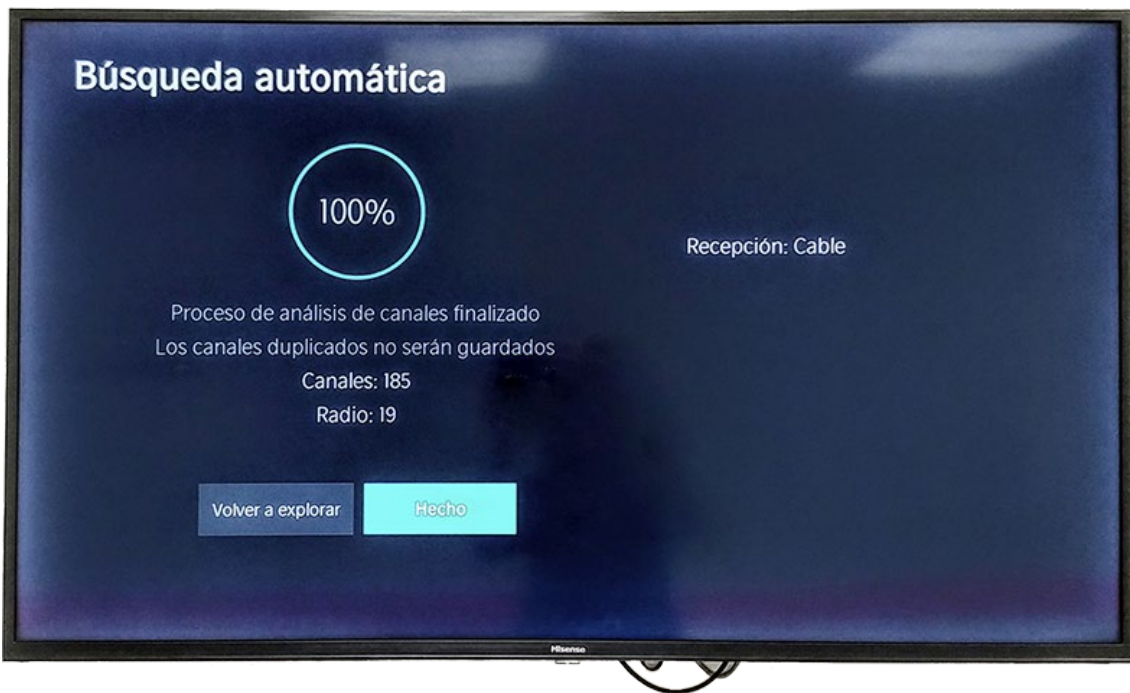 Búsqueda automática
100%
Recepción: Cable
Proceso de análisis de canales finalizado
Los canales duplicados no serán guardados
Canales: 185
Radio: 19
Volver a explorar
Hecho
Hisense